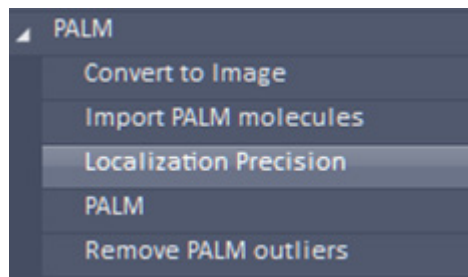 PALM
Convert to Image
Import PALM molecules
Localization Precision
PALM
Remove PALM outliers